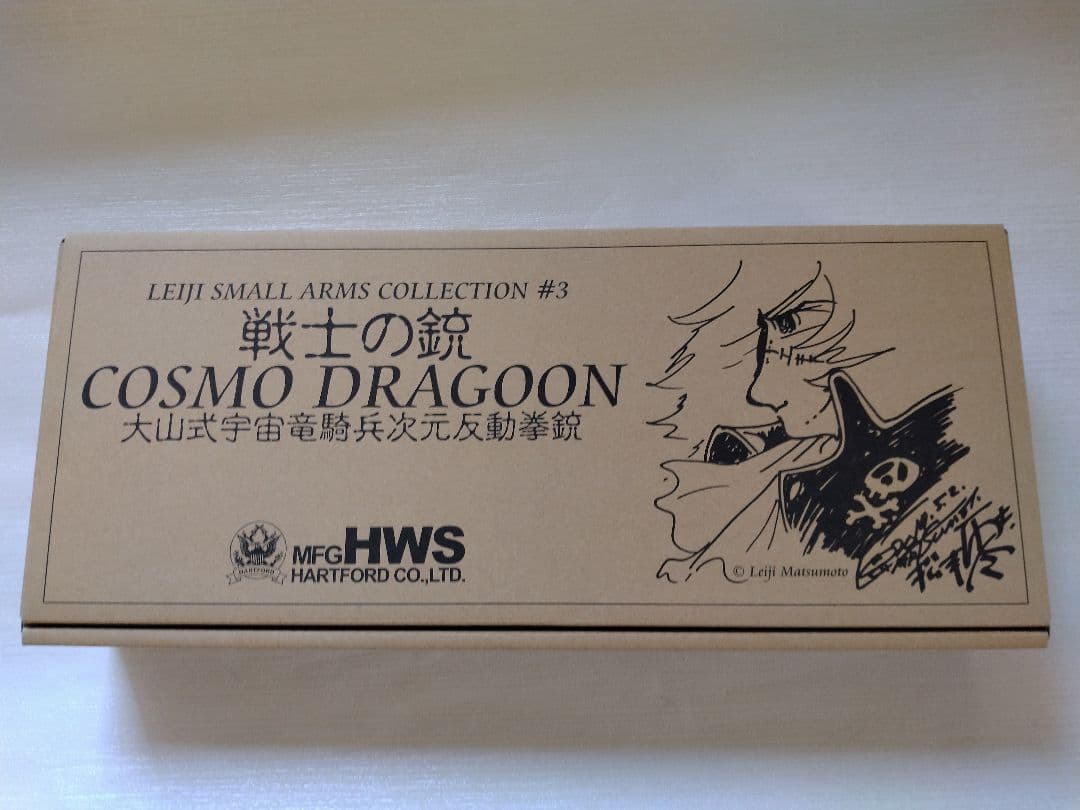 LEIJI SMALL ARMS COLLECTION #3
戦士の銃
COSMO DRAGOON
大山式宇宙竜騎兵次元反動拳銃
HARTFORD
MFG HWS
HARTFORD CO.,LTD.
© Leiji Matsumoto